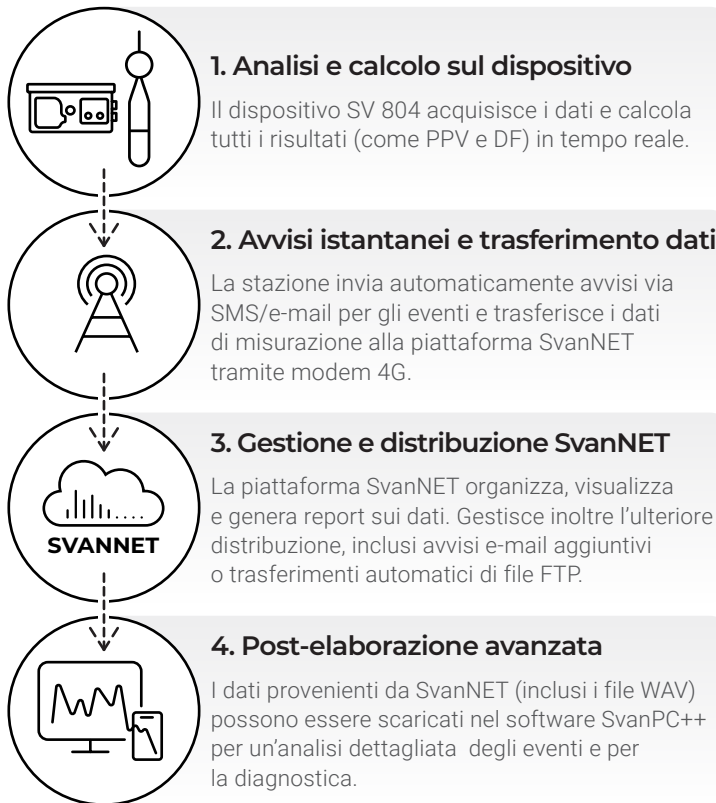 1. Analisi e calcolo sul dispositivo
Il dispositivo SV 804 acquisisce i dati e calcola
tutti i risultati (come PPV e DF) in tempo reale.
2. Avvisi istantanei e trasferimento dati
La stazione invia automaticamente avvisi via
SMS/e-mail per gli eventi e trasferisce i dati
di misurazione alla piattaforma SvanNET
tramite modem 4G.
3. Gestione e distribuzione SvanNET
La piattaforma SvanNET organizza, visualizza
e genera report sui dati. Gestisce inoltre l’ulteriore
distribuzione, inclusi avvisi e-mail aggiuntivi
o trasferimenti automatici di file FTP.
SVANNET
4. Post-elaborazione avanzata
I dati provenienti da SvanNET (inclusi i file WAV)
possono essere scaricati nel software SvanPC++
per un’analisi dettagliata  degli eventi e per
la diagnostica.